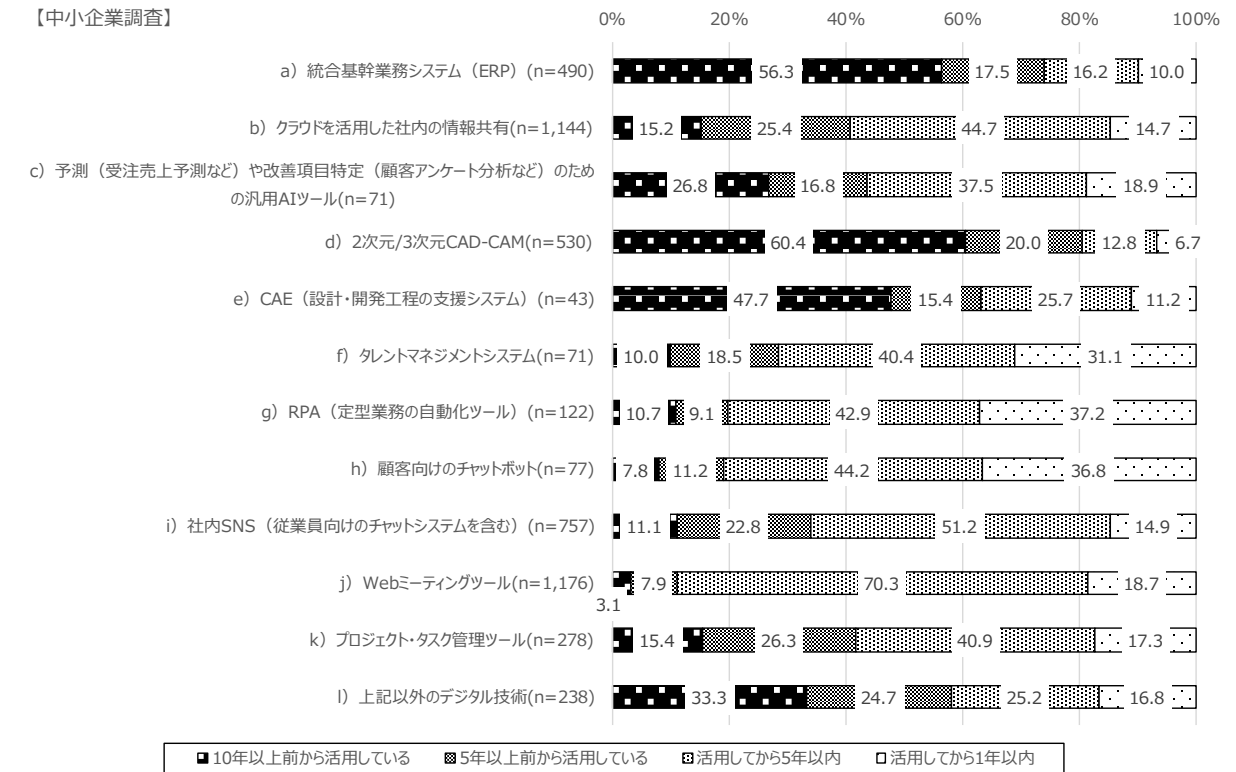 【中小企業調査】
0% 20% 40% 60% 80% 100%
a）統合基幹業務システム（ERP）(n=490) 56.3 17.5 16.2 10.0
b）クラウドを活用した社内の情報共有(n=1,144) 15.2 25.4 44.7 14.7
c）予測（受注売上予測など）や改善項目特定（顧客アンケート分析など）のため
の汎用AIツール(n=71) 26.8 16.8 37.5 18.9
d）2次元/3次元CAD-CAM(n=530) 60.4 20.0 12.8 6.7
e）CAE（設計・開発工程の支援システム）(n=43) 47.7 15.4 25.7 11.2
f）タレントマネジメントシステム(n=71) 10.0 18.5 40.4 31.1
g）RPA（定型業務の自動化ツール）(n=122) 10.7 9.1 42.9 37.2
h）顧客向けのチャットボット(n=77) 7.8 11.2 44.2 36.8
i）社内SNS（従業員向けのチャットシステムを含む）(n=757) 11.1 22.8 51.2 14.9
j）Webミーティングツール(n=1,176) 7.9 70.3 18.7
3.1
k）プロジェクト・タスク管理ツール(n=278) 15.4 26.3 40.9 17.3
l）上記以外のデジタル技術(n=238) 33.3 24.7 25.2 16.8
10年以上前から活用している 5年以上前から活用している 活用してから5年以内 活用してから1年以内